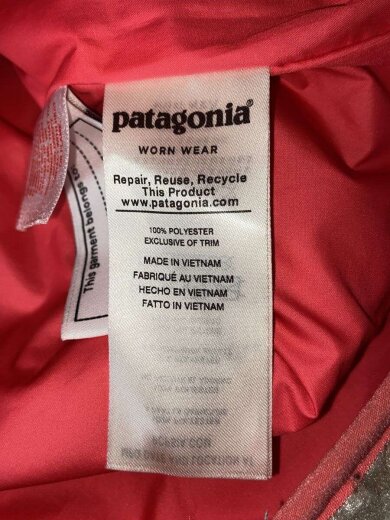 patagonia®
WORN WEAR
Repair, Reuse, Recycle
This Product
www.patagonia.com
100% POLYESTER
EXCLUSIVE OF TRIM
MADE IN VIETNAM
FABRIQUÉ AU VIETNAM
HECHO EN VIETNAM
FATTO IN VIETNAM
This garment belongs to